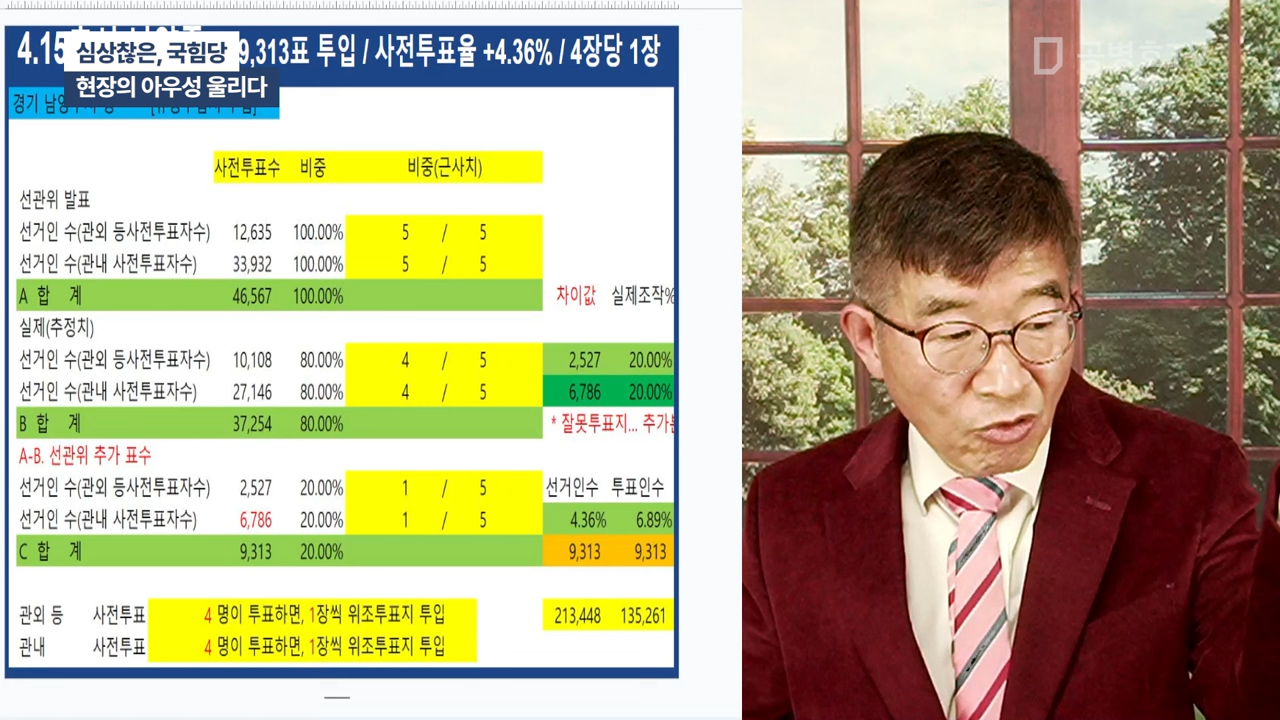 4.15
9,313표 투입 / 사전투표율 +4.36% / 4장당 1장
심상찮은, 국힘당
현장의 아우성 울리다
경기
사전투표수 비중 비중(근사치)
선관위 발표
선거인 수(관외 등사전투표자수) 12,635 100.00% 5 / 5
선거인 수(관내 사전투표자수) 33,932 100.00% 5 / 5
A 합 계 46,567 100.00% 차이값 실제조작%
실제(추정치)
선거인 수(관외 등사전투표자수) 10,108 80.00% 4 / 5 2,527 20.00%
선거인 수(관내 사전투표자수) 27,146 80.00% 4 / 5 6,786 20.00%
B 합 계 37,254 80.00% * 잘못투표지...
A-B. 선관위 추가 표수
선거인 수(관외 등사전투표자수) 2,527 20.00% 1 / 5 선거인수 투표인수
선거인 수(관내 사전투표자수) 6,786 20.00% 1 / 5 4.36% 6.89%
C 합 계 9,313 20.00% 9,313 9,313
관외 등 사전투표 4 명이 투표하면, 1장씩 위조투표지 투입 213,448 135,261
관내 사전투표 4 명이 투표하면, 1장씩 위조투표지 투입